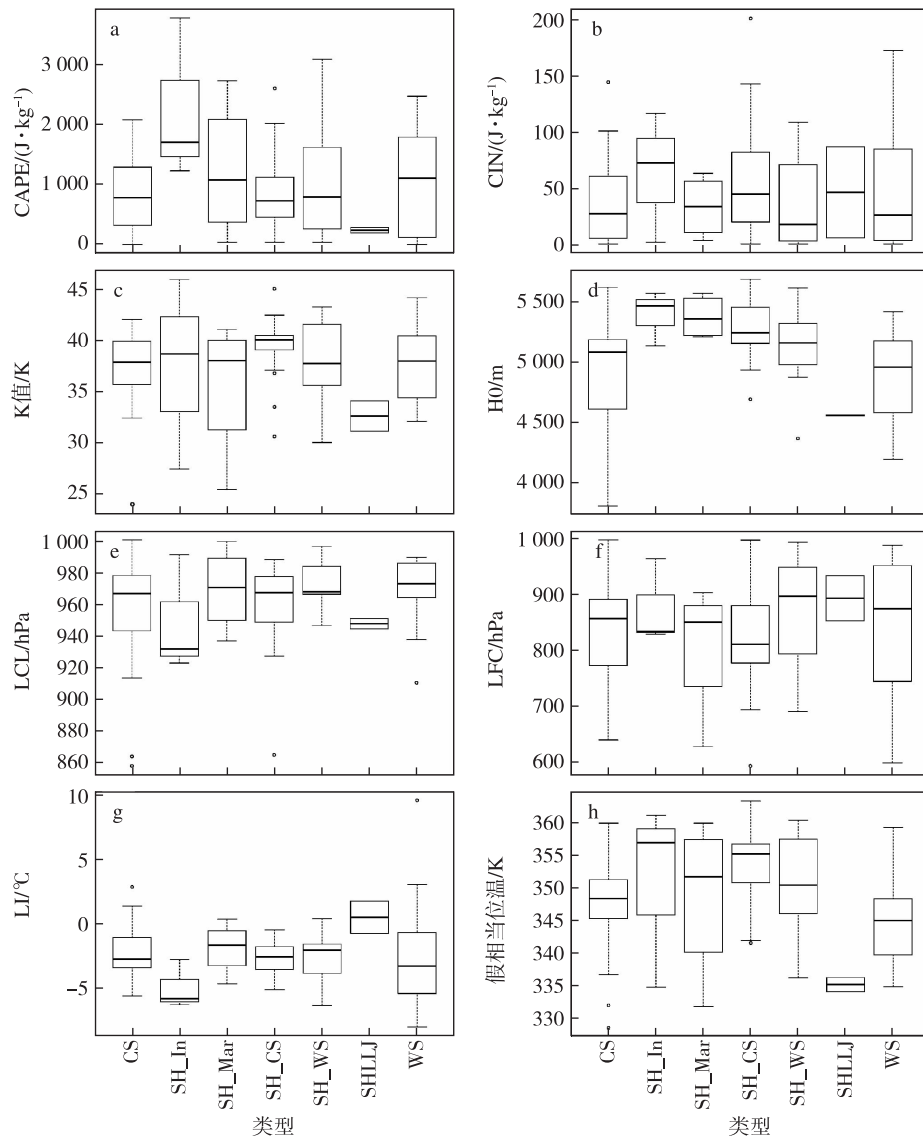 a
CAPE/(J·kg⁻¹)
3 000
2 000
1 000
0
b
CIN/(J·kg⁻¹)
200
150
100
50
0
c
K值/K
45
40
35
30
25
d
H0/m
5 500
5 000
4 500
4 000
e
LCL/hPa
1 000
980
960
940
920
900
880
860
f
LFC/hPa
1 000
900
800
700
600
g
LI/℃
10
5
0
-5
h
假相当位温/K
360
355
350
345
340
335
330
CS
SH_In
SH_Mar
SH_CS
SH_WS
SHLLJ
WS
类型
CS
SH_In
SH_Mar
SH_CS
SH_WS
SHLLJ
WS
类型